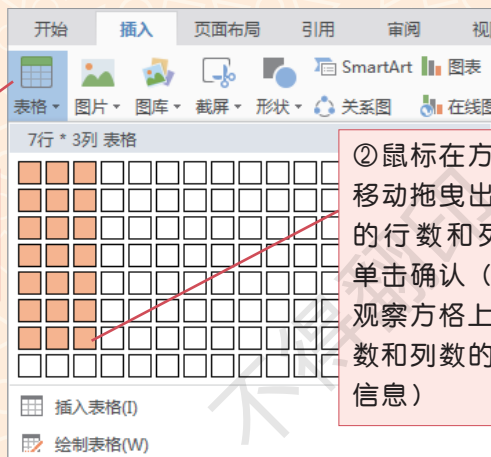 开始 插入 页面布局 引用 审阅 视
SmartArt 图表
表格 图片 图库 截屏 形状 关系图 在线图
7行 * 3列 表格
②鼠标在方
移动拖曳出
的行数和列
单击确认（
观察方格上
数和列数的
信息）
插入表格(I)
绘制表格(W)
不得翻印